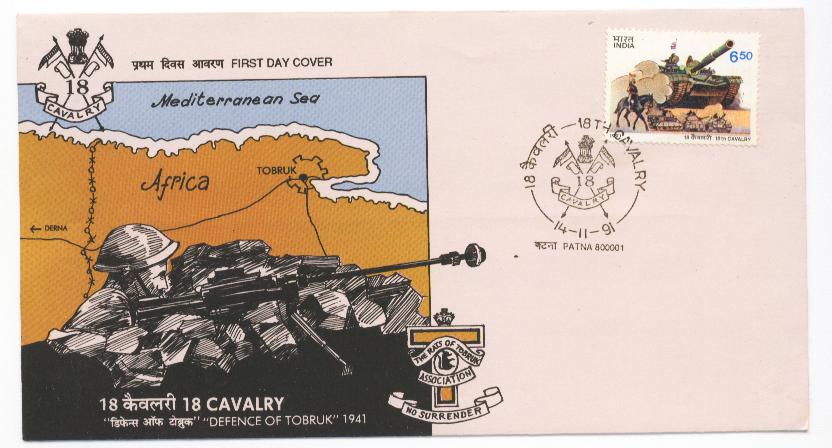 प्रथम दिवस आवरण FIRST DAY COVER
18
CAVALRY
Mediterranean Sea
Africa
TOBRUK
← DERNA
THE RATS OF TOBRUK
ASSOCIATION
NO SURRENDER
18 कैवलरी 18 CAVALRY
"डिफेन्स ऑफ टोब्रुक" "DEFENCE OF TOBRUK" 1941
भारत
INDIA
6.50
18 कैवलरी 18th CAVALRY
18 कैवलरी — 18TH CAVALRY
18
CAVALRY
14-11-91
पटना PATNA 800001